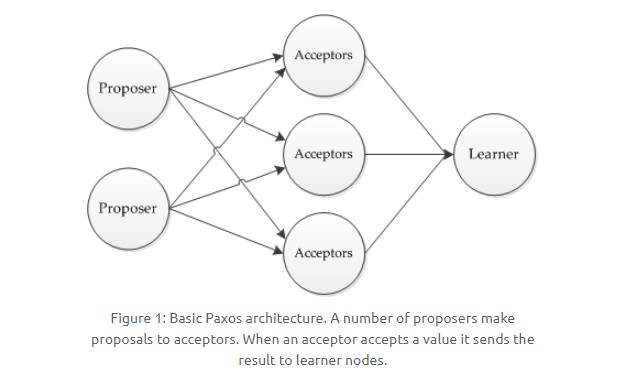 Proposer
Proposer
Acceptors
Acceptors
Acceptors
Learner
Figure 1: Basic Paxos architecture. A number of proposers make
proposals to acceptors. When an acceptor accepts a value it sends the
result to learner nodes.